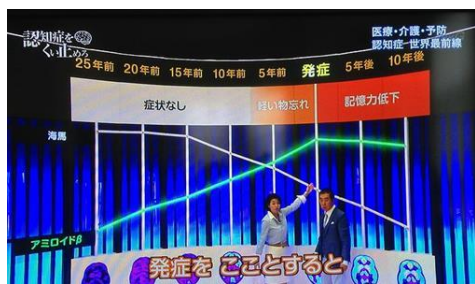 認知症を
くい止めろ
医療・介護・予防
認知症 世界最前線
25年前 20年前 15年前 10年前 5年前 発症 5年後 10年後
症状なし 軽い物忘れ 記憶力低下
海馬
アミロイドβ
発症を こことすると